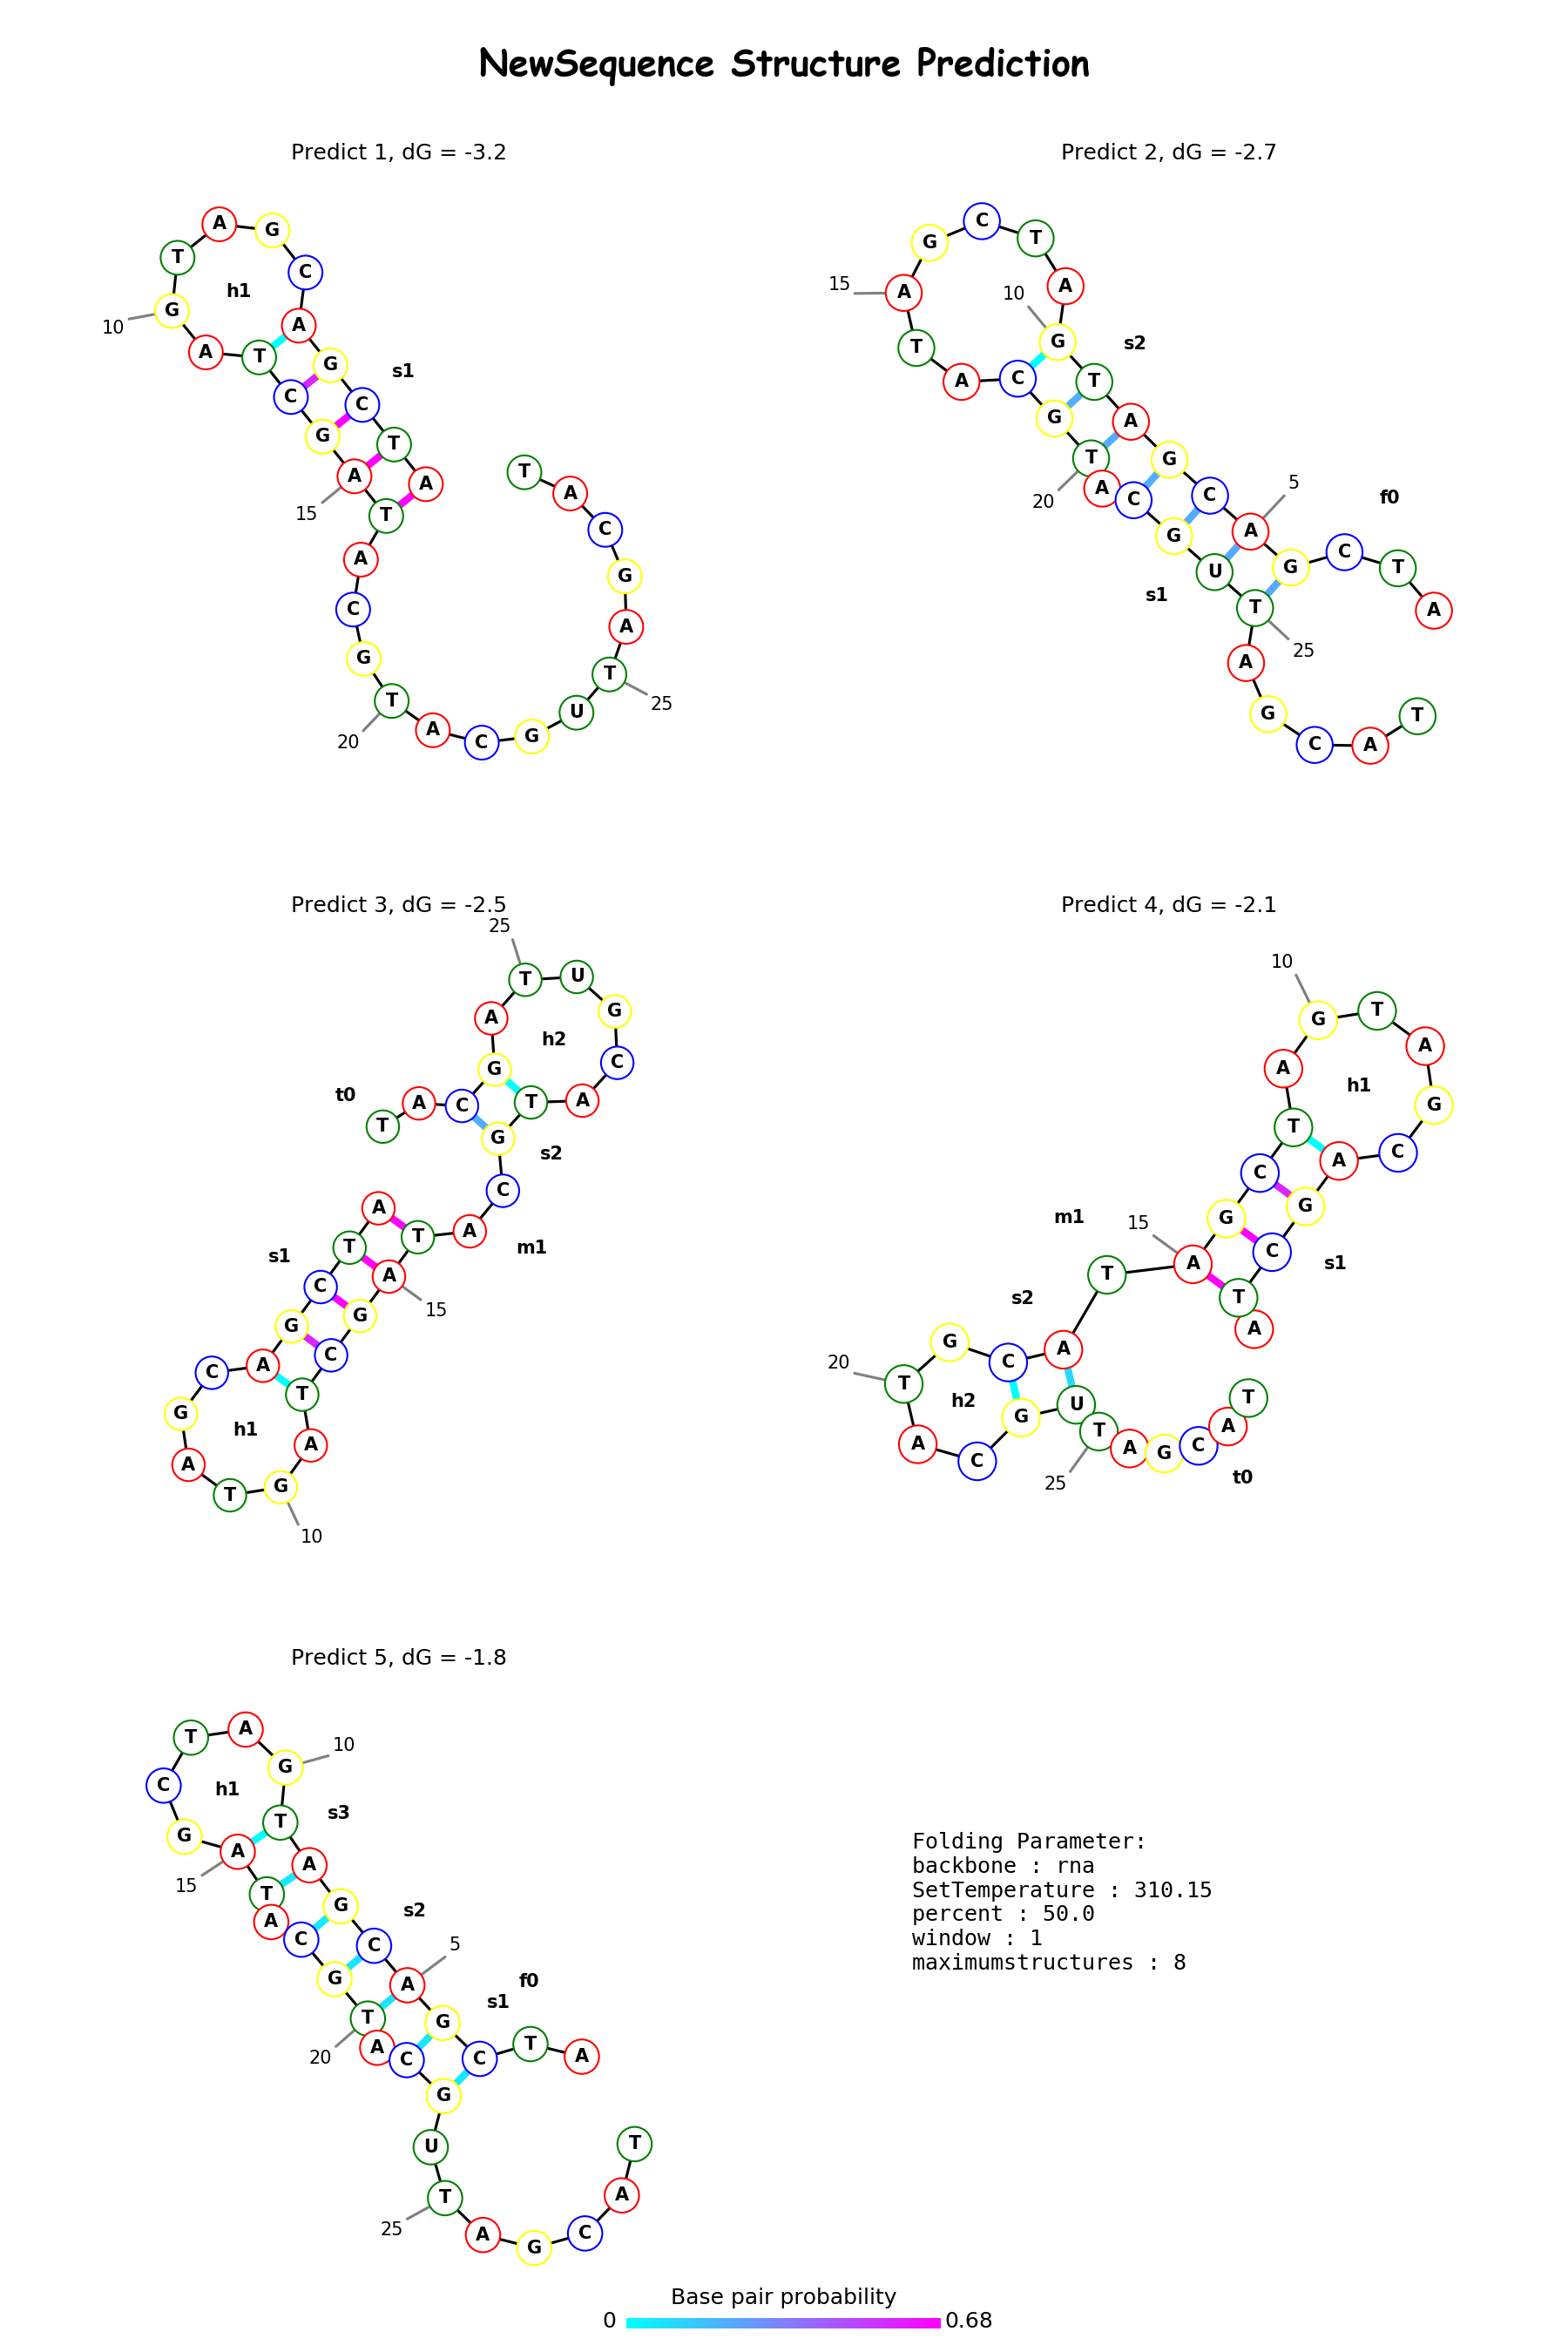 NewSequence Structure Prediction
Predict 1, dG = -3.2
A G
T C
h1
G A
10
A T G
s1
C C
G T
A A T
15 T A
A C
C G
G A
T T
25
20 A C G U
Predict 2, dG = -2.7
C
G T
15 A A
10
T G s2
A C T
G A
T G
20 A C C 5
G A f0
s1 U G C T
T A
25
A
G T
C A
Predict 3, dG = -2.5
25
T U
A G
h2
G C
t0 A C T A
T G s2
C
A T A
s1 T A m1
C G 15
G C
C A T
G h1 A
A T G
10
Predict 4, dG = -2.1
10
G T
A A
h1
T G
C A C
m1 15 G G
T A C s1
s2 T
G C A A
20 T h2 U T
G T A
A C A G C
25 t0
Predict 5, dG = -1.8
T A
10
C h1 G
G T s3
15 A A
T G s2
A C C 5
G A f0
T G s1
20 A C C T A
G
U T
T A
25 A G C
Folding Parameter:
backbone : rna
SetTemperature : 310.15
percent : 50.0
window : 1
maximumstructures : 8
Base pair probability
0 0.68